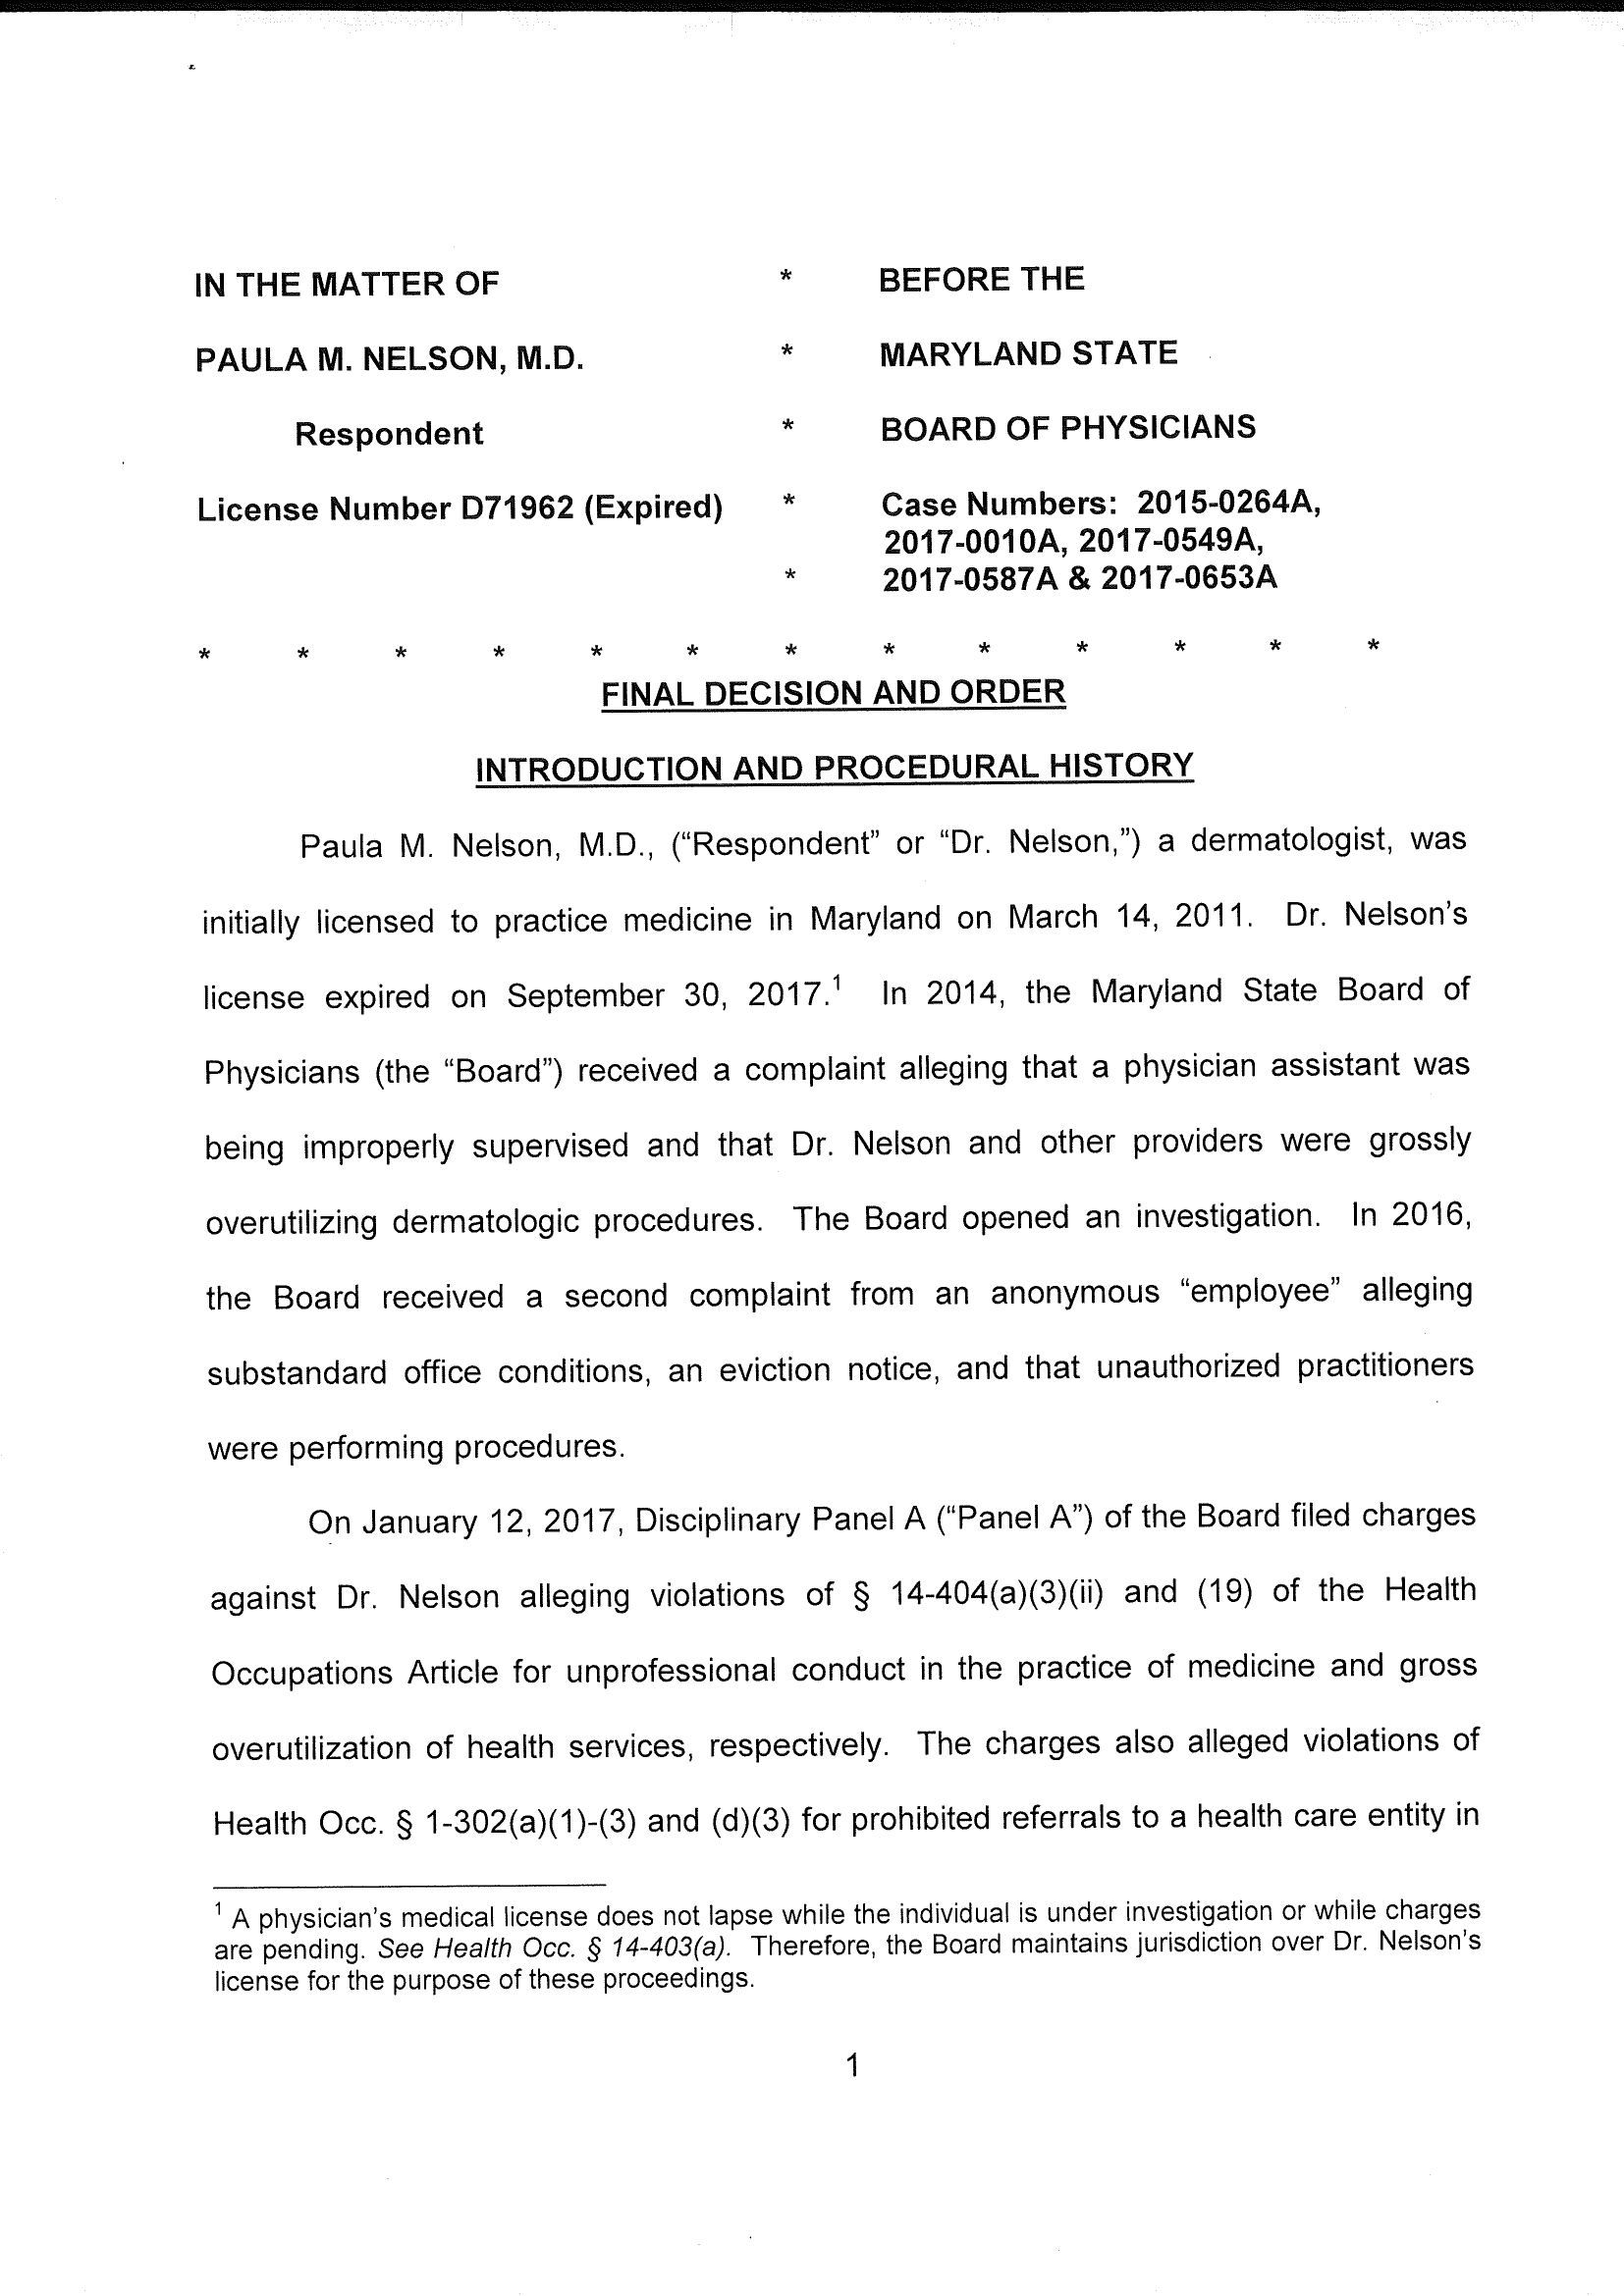 IN THE MATTER OF * BEFORE THE
PAULA M. NELSON, M.D. * MARYLAND STATE
Respondent * BOARD OF PHYSICIANS
License Number D71962 (Expired) * Case Numbers: 2015-0264A,
2017-0010A, 2017-0549A,
* 2017-0587A & 2017-0653A
* * * * * * * * * * * * *
FINAL DECISION AND ORDER
INTRODUCTION AND PROCEDURAL HISTORY
Paula M. Nelson, M.D., (“Respondent” or “Dr. Nelson,”) a dermatologist, was
initially licensed to practice medicine in Maryland on March 14, 2011. Dr. Nelson’s
license expired on September 30, 2017.¹ In 2014, the Maryland State Board of
Physicians (the “Board”) received a complaint alleging that a physician assistant was
being improperly supervised and that Dr. Nelson and other providers were grossly
overutilizing dermatologic procedures. The Board opened an investigation. In 2016,
the Board received a second complaint from an anonymous “employee” alleging
substandard office conditions, an eviction notice, and that unauthorized practitioners
were performing procedures.
On January 12, 2017, Disciplinary Panel A (“Panel A”) of the Board filed charges
against Dr. Nelson alleging violations of § 14-404(a)(3)(ii) and (19) of the Health
Occupations Article for unprofessional conduct in the practice of medicine and gross
overutilization of health services, respectively. The charges also alleged violations of
Health Occ. § 1-302(a)(1)-(3) and (d)(3) for prohibited referrals to a health care entity in
¹ A physician’s medical license does not lapse while the individual is under investigation or while charges
are pending. See Health Occ. § 14-403(a). Therefore, the Board maintains jurisdiction over Dr. Nelson’s
license for the purpose of these proceedings.
1